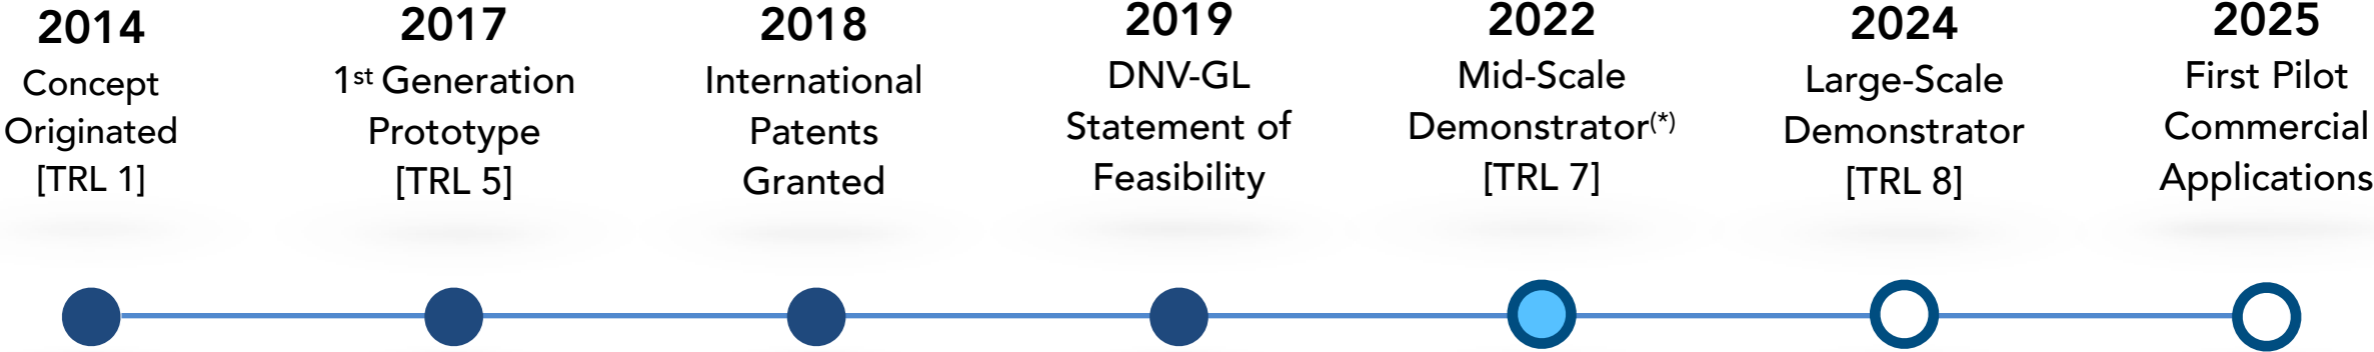 2014
Concept
Originated
[TRL 1]
2017
1st Generation
Prototype
[TRL 5]
2018
International
Patents
Granted
2019
DNV-GL
Statement of
Feasibility
2022
Mid-Scale
Demonstrator(*)
[TRL 7]
2024
Large-Scale
Demonstrator
[TRL 8]
2025
First Pilot
Commercial
Applications